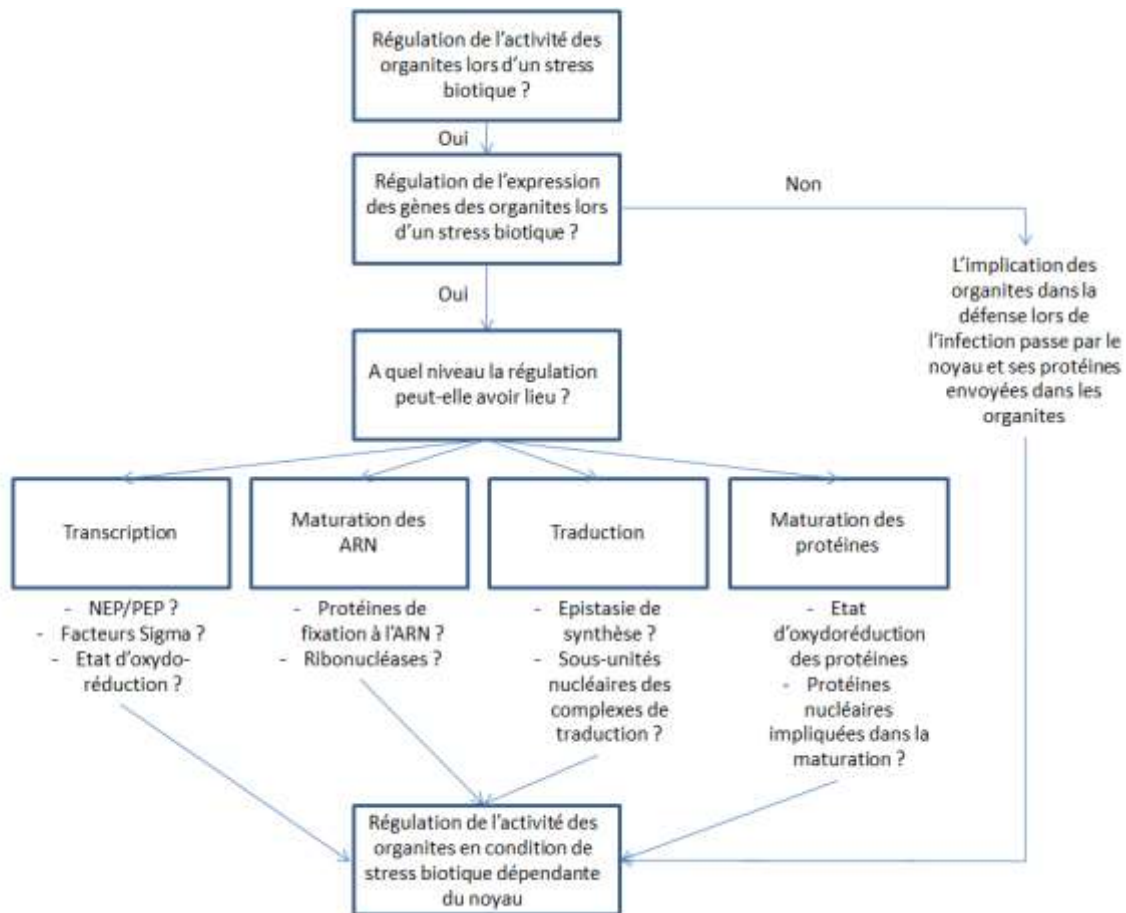 Régulation de l'activité des
organites lors d'un stress
biotique ?
Oui
Régulation de l'expression
des gènes des organites lors
d'un stress biotique ?
Non
Oui
L'implication des
organites dans la
défense lors de
l'infection passe par le
noyau et ses protéines
envoyées dans les
organites
A quel niveau la régulation
peut-elle avoir lieu ?
Transcription
- NEP/PEP ?
- Facteurs Sigma ?
- Etat d'oxydo-
réduction ?
Maturation des
ARN
- Protéines de
fixation à l'ARN ?
- Ribonucléases ?
Traduction
- Epistasie de
synthèse ?
- Sous-unités
nucléaires des
complexes de
traduction ?
Maturation des
protéines
- Etat
d'oxydoréduction
des protéines
- Protéines
nucléaires
impliquées dans la
maturation ?
Régulation de l'activité des
organites en condition de
stress biotique dépendante
du noyau